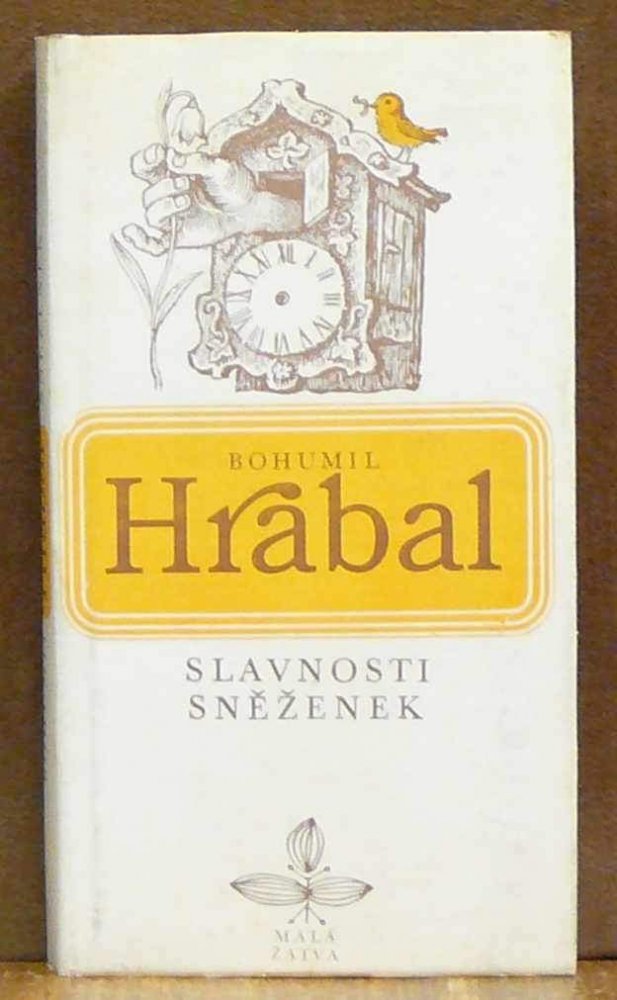 BOHUMIL
Hrabal
SLAVNOSTI
SNĚŽENEK
MALÁ
ŽATVA